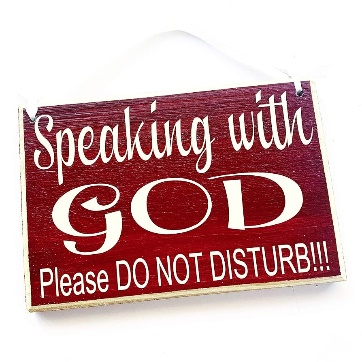 Speaking with
GOD
Please DO NOT DISTURB!!!